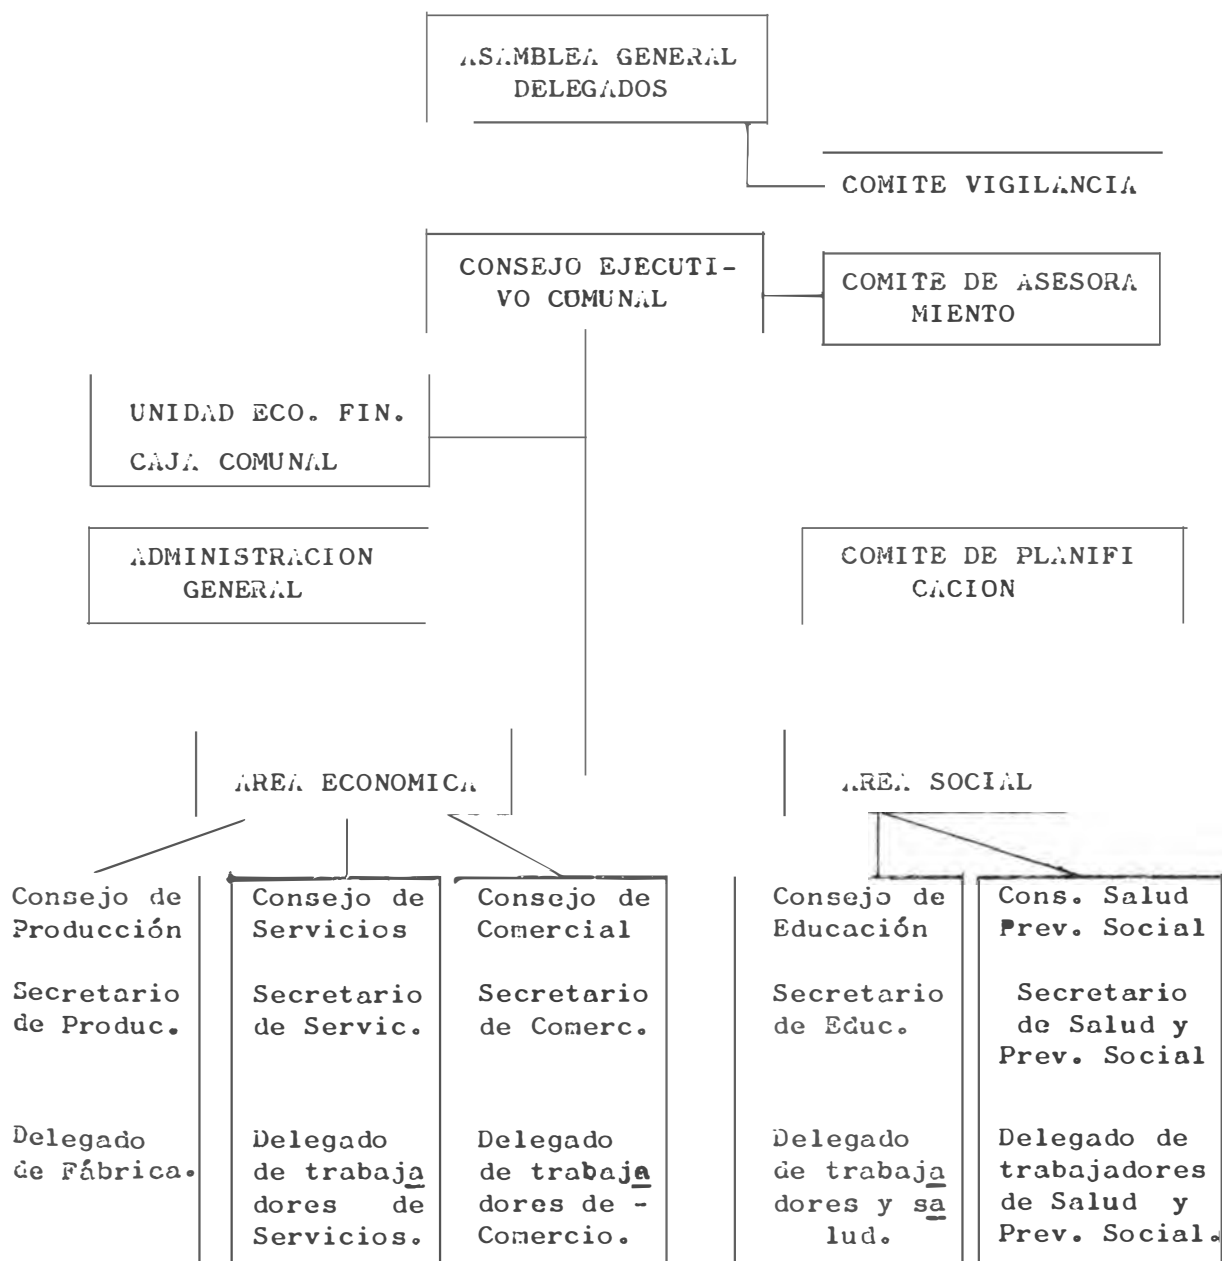 ASAMBLEA GENERAL
DELEGADOS
COMITE VIGILANCIA
CONSEJO EJECUTI-
VO COMUNAL
COMITE DE ASESORA
MIENTO
UNIDAD ECO. FIN.
CAJA COMUNAL
ADMINISTRACION
GENERAL
COMITE DE PLANIFI
CACION
AREA ECONOMICA
AREA SOCIAL
Consejo de
Producción
Secretario
de Produc.
Delegado
de Fábrica.
Consejo de
Servicios
Secretario
de Servic.
Delegado
de trabaja
dores de
Servicios.
Consejo de
Comercial
Secretario
de Comerc.
Delegado
de trabaja
dores de -
Comercio.
Consejo de
Educación
Secretario
de Educ.
Delegado
de trabaja
dores y sa
lud.
Cons. Salud
Prev. Social
Secretario
de Salud y
Prev. Social
Delegado de
trabajadores
de Salud y
Prev. Social.